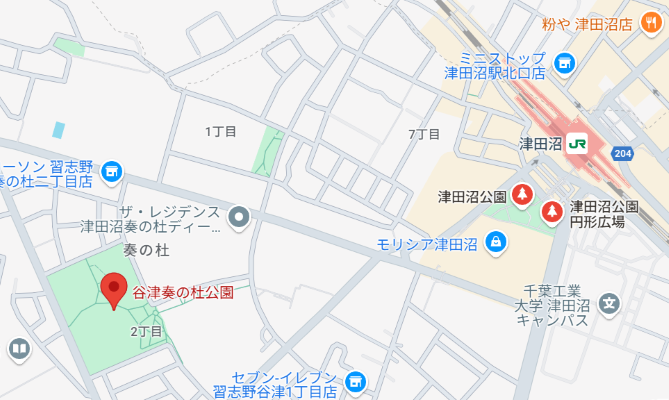 粉や 津田沼店
ミニストップ
津田沼駅北口店
1丁目
7丁目
津田沼
JR
204
ーソン 習志野
奏の杜二丁目店
津田沼公園
ザ・レジデンス
津田沼奏の杜ディー...
津田沼公園
円形広場
奏の杜
モリシア津田沼
谷津奏の杜公園
千葉工業
大学 津田沼
キャンパス
2丁目
セブン-イレブン
習志野谷津1丁目店